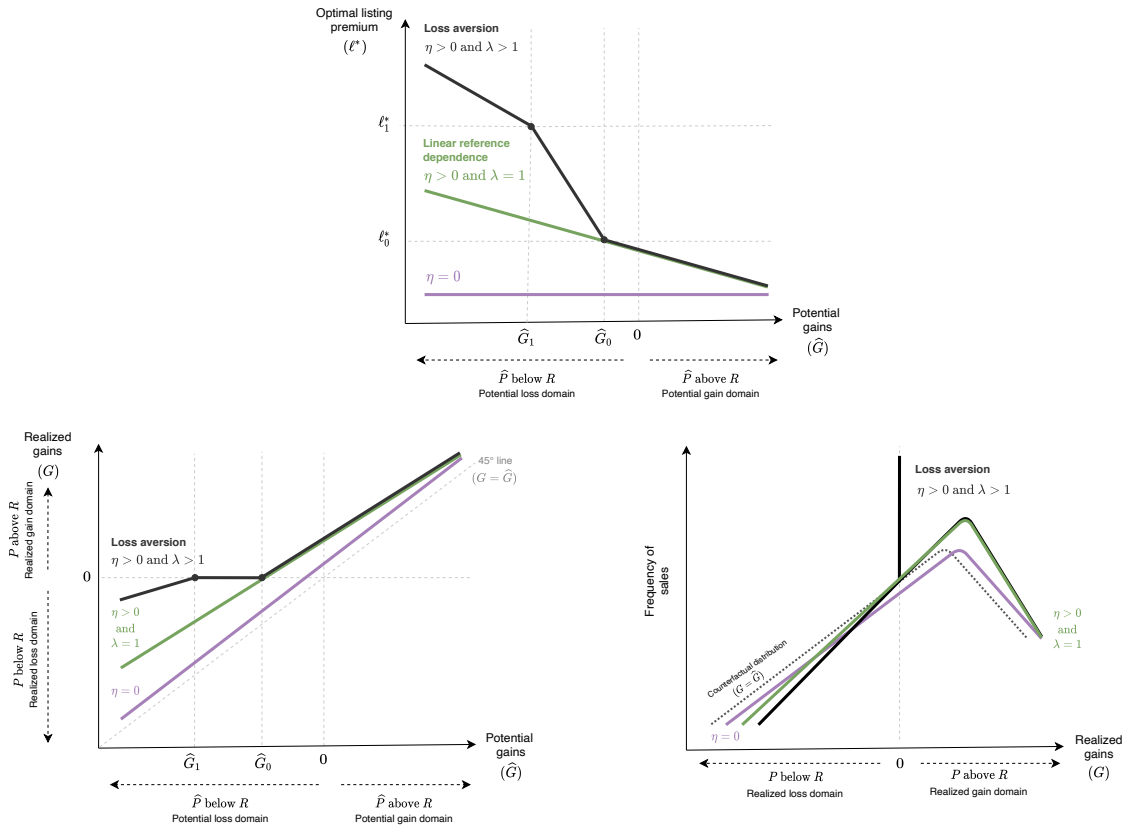 Optimal listing
premium
(ℓ*)
Loss aversion
η > 0 and λ > 1
ℓ₁*
Linear reference
dependence
η > 0 and λ = 1
ℓ₀*
η = 0
Ĝ₁
Ĝ₀
0
Potential
gains
(Ĝ)
P̂ below R
Potential loss domain
P̂ above R
Potential gain domain
Realized
gains
(G)
P above R
Realized gain domain
45° line
(G = Ĝ)
Loss aversion
η > 0 and λ > 1
0
η > 0
and
λ = 1
P below R
Realized loss domain
η = 0
Ĝ₁
Ĝ₀
0
Potential
gains
(Ĝ)
P̂ below R
Potential loss domain
P̂ above R
Potential gain domain
Loss aversion
η > 0 and λ > 1
Frequency of
sales
η > 0
and
λ = 1
Counterfactual distribution
(G = Ĝ)
η = 0
0
Realized
gains
(G)
P below R
Realized loss domain
P above R
Realized gain domain